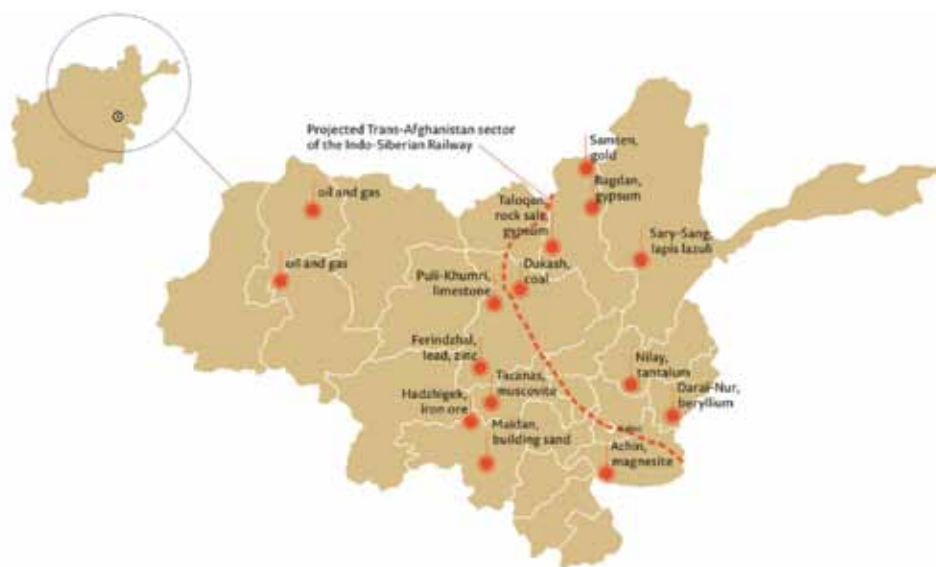 Projected Trans-Afghanistan sector
of the Indo-Siberian Railway
Samten,
gold
Bagdan,
gypsum
Taloqan,
rock sale,
gypsum
oil and gas
Sary-Sang,
lapis lazuli
oil and gas
Dukash,
coal
Puli-Khumri,
limestone
Ferindzhal,
lead, zinc
Nilay,
tantalum
Tacanas,
muscovite
Darai-Nur,
beryllium
Hadzhigek,
iron ore
Maktan,
building sand
Achin,
magnesite